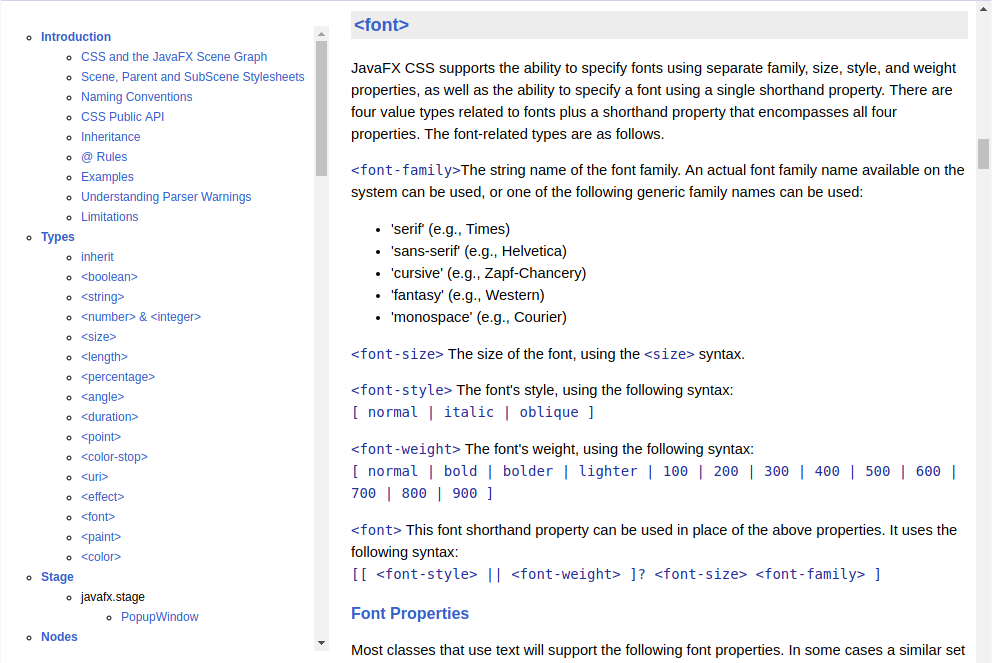 Introduction
CSS and the JavaFX Scene Graph
Scene, Parent and SubScene Stylesheets
Naming Conventions
CSS Public API
Inheritance
@ Rules
Examples
Understanding Parser Warnings
Limitations
Types
inherit
<boolean>
<string>
<number> & <integer>
<size>
<length>
<percentage>
<angle>
<duration>
<point>
<color-stop>
<uri>
<effect>
<font>
<paint>
<color>
Stage
javafx.stage
PopupWindow
Nodes
<font>
JavaFX CSS supports the ability to specify fonts using separate family, size, style, and weight
properties, as well as the ability to specify a font using a single shorthand property. There are
four value types related to fonts plus a shorthand property that encompasses all four
properties. The font-related types are as follows.
<font-family>The string name of the font family. An actual font family name available on the
system can be used, or one of the following generic family names can be used:
'serif' (e.g., Times)
'sans-serif' (e.g., Helvetica)
'cursive' (e.g., Zapf-Chancery)
'fantasy' (e.g., Western)
'monospace' (e.g., Courier)
<font-size> The size of the font, using the <size> syntax.
<font-style> The font's style, using the following syntax:
[ normal | italic | oblique ]
<font-weight> The font's weight, using the following syntax:
[ normal | bold | bolder | lighter | 100 | 200 | 300 | 400 | 500 | 600 |
700 | 800 | 900 ]
<font> This font shorthand property can be used in place of the above properties. It uses the
following syntax:
[[ <font-style> || <font-weight> ]? <font-size> <font-family> ]
Font Properties
Most classes that use text will support the following font properties. In some cases a similar set